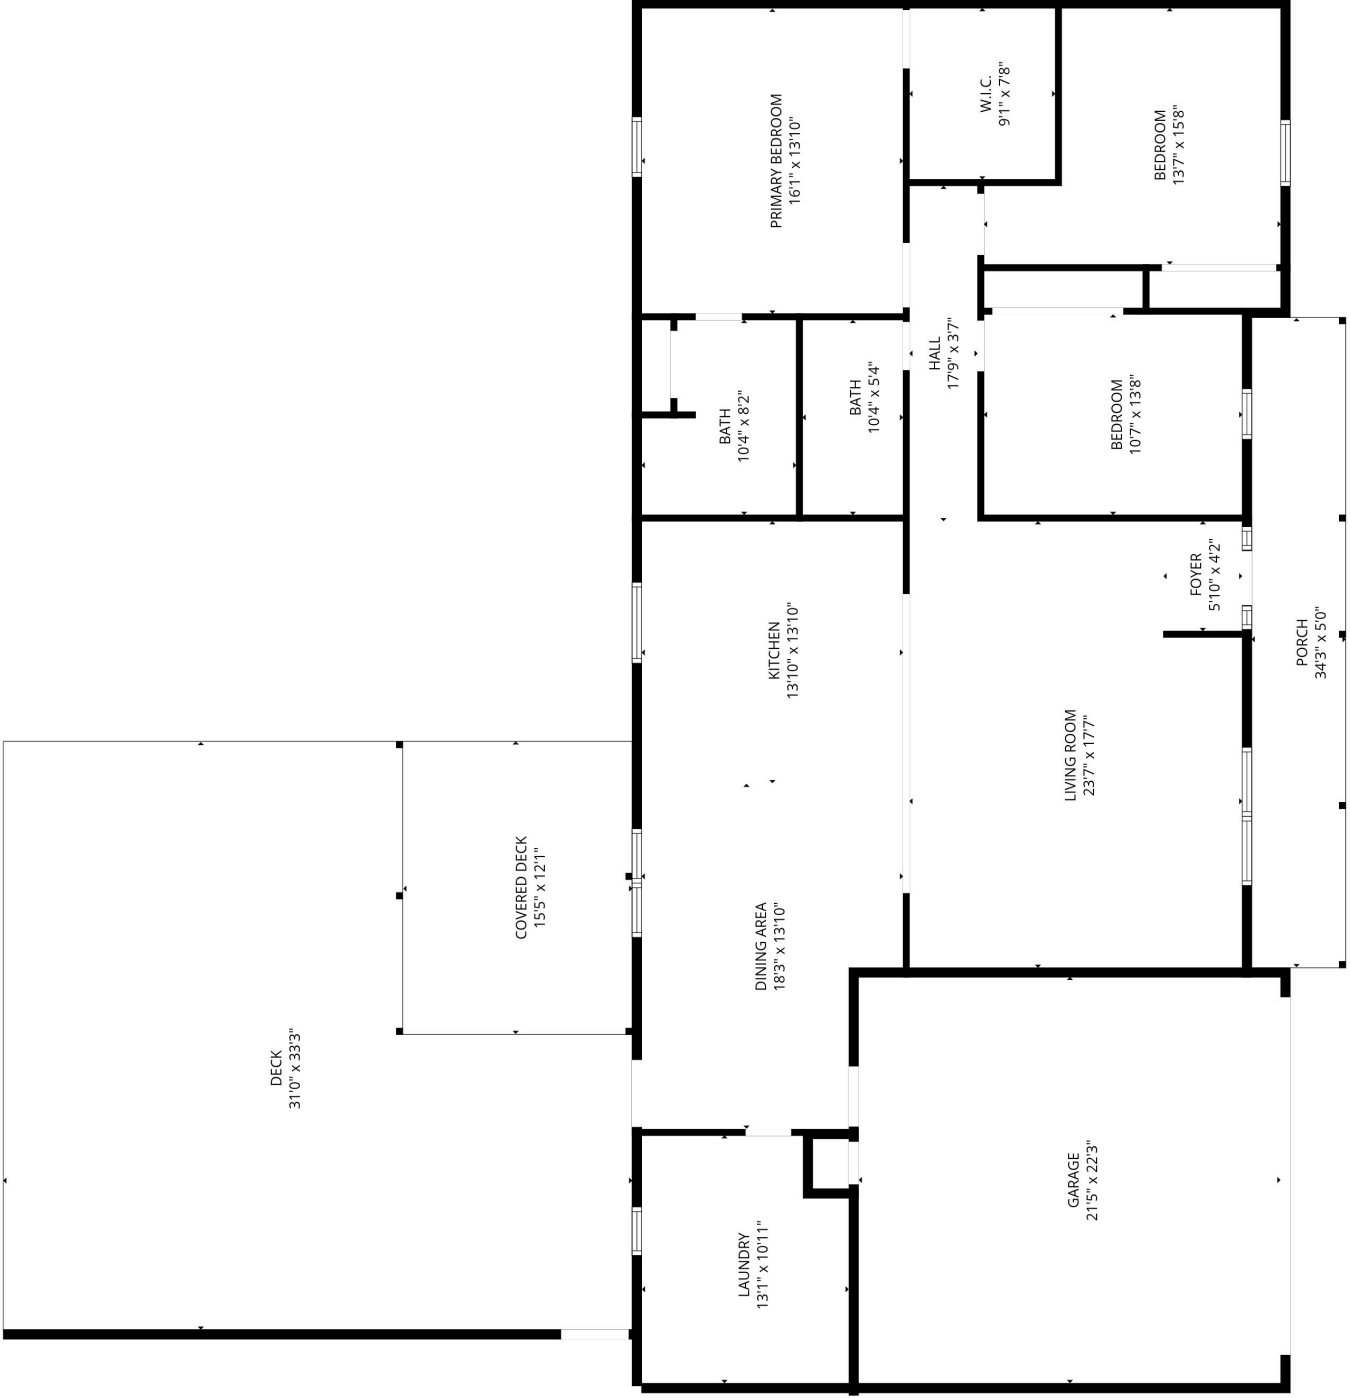 PRIMARY BEDROOM
16'1" x 13'10"
W.I.C.
9'1" x 7'8"
BEDROOM
13'7" x 15'8"
BATH
10'4" x 8'2"
BATH
10'4" x 5'4"
HALL
17'9" x 3'7"
BEDROOM
10'7" x 13'8"
KITCHEN
13'10" x 13'10"
FOYER
5'10" x 4'2"
PORCH
34'3" x 5'0"
LIVING ROOM
23'7" x 17'7"
COVERED DECK
15'5" x 12'1"
DINING AREA
18'3" x 13'10"
DECK
31'0" x 33'3"
LAUNDRY
13'1" x 10'11"
GARAGE
21'5" x 22'3"